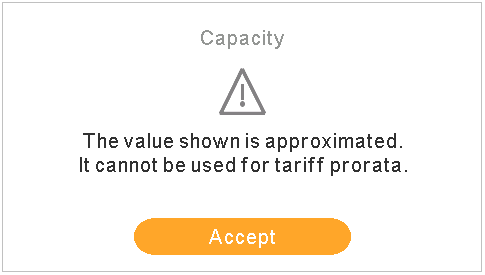 Capacity
The value shown is approximated.
It cannot be used for tariff prorata.
Accept